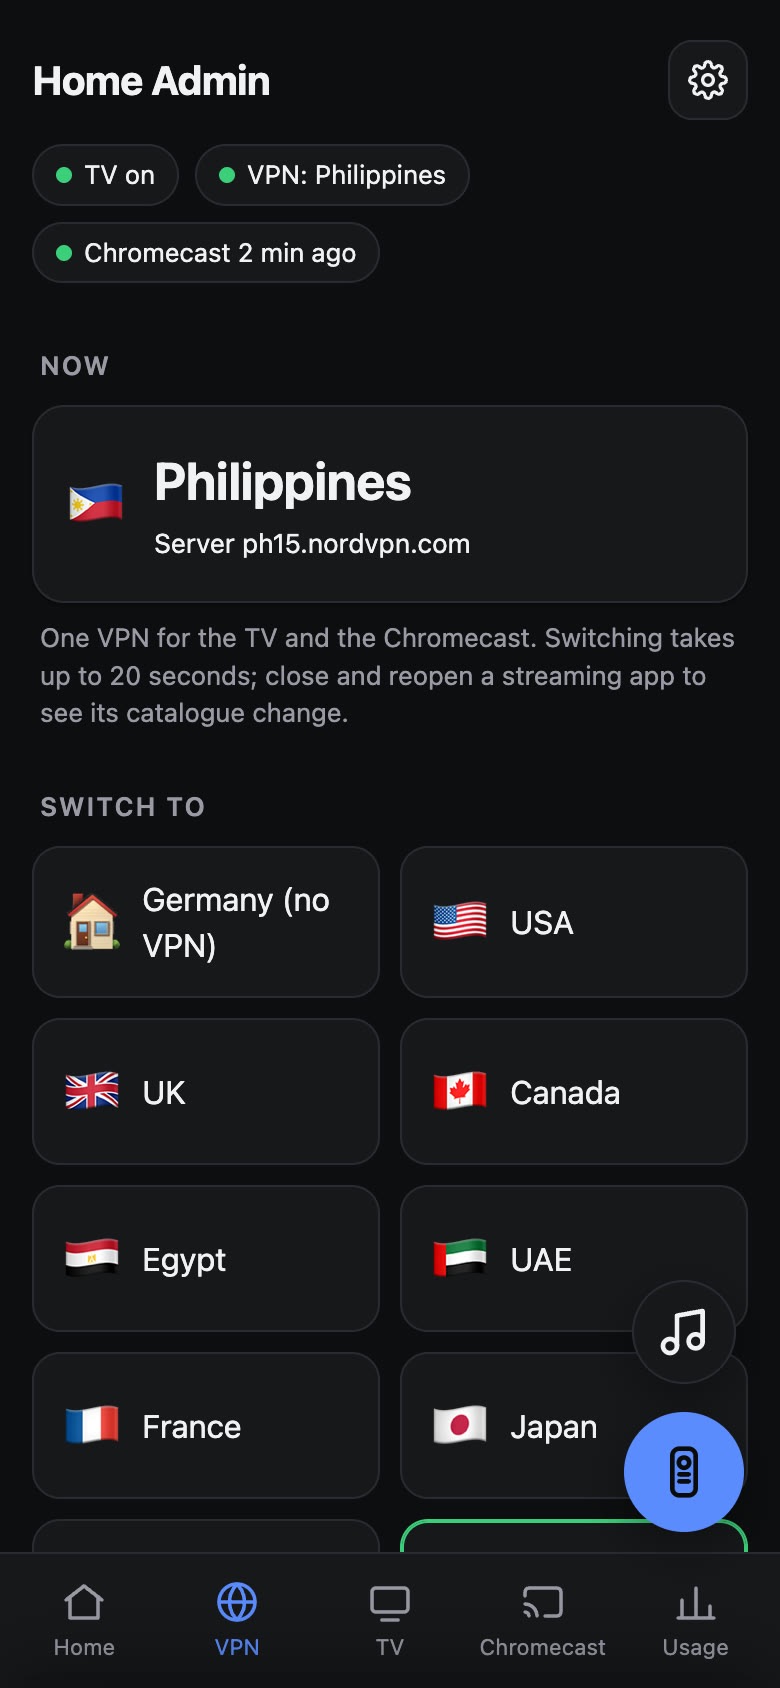 Home Admin
TV on
VPN: Philippines
Chromecast 2 min ago
NOW
Philippines
Server ph15.nordvpn.com
One VPN for the TV and the Chromecast. Switching takes
up to 20 seconds; close and reopen a streaming app to
see its catalogue change.
SWITCH TO
Germany (no
VPN)
USA
UK
Canada
Egypt
UAE
France
Japan
Home
VPN
TV
Chromecast
Usage